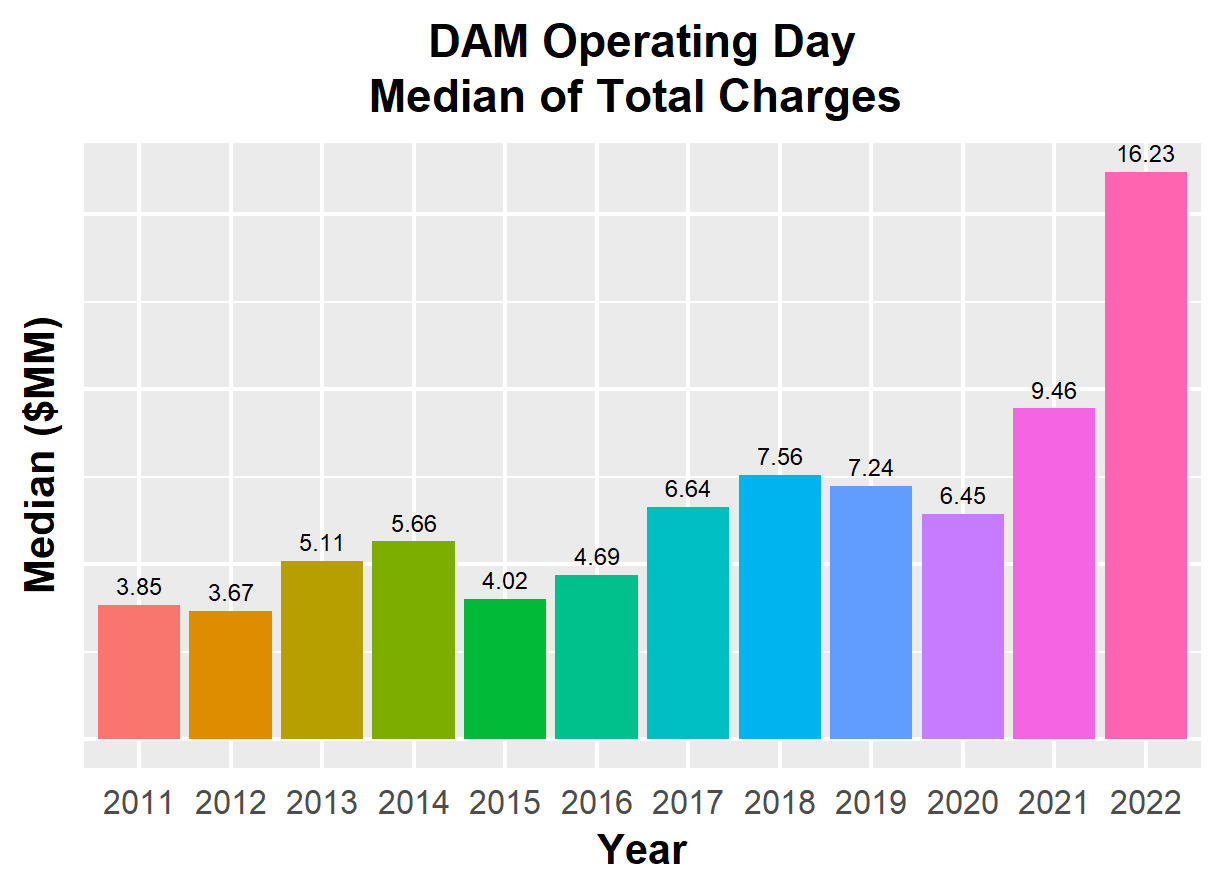 DAM Operating Day
Median of Total Charges
Median ($MM)
16.23
9.46
7.56
7.24
6.64
6.45
5.66
5.11
4.69
4.02
3.85
3.67
2011 2012 2013 2014 2015 2016 2017 2018 2019 2020 2021 2022
Year